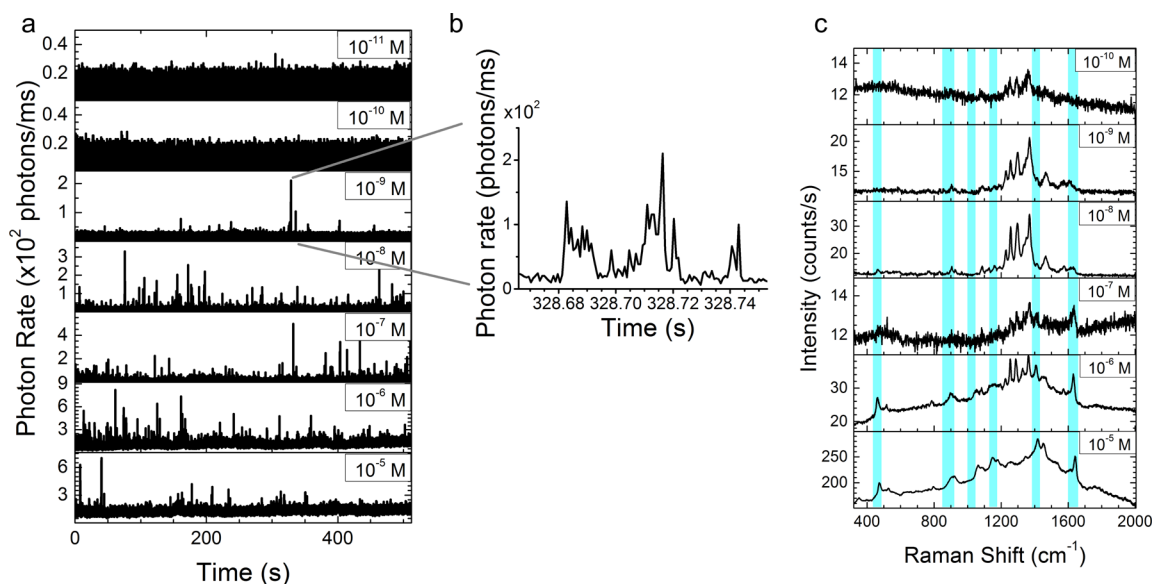 a
Photon Rate (x10² photons/ms)
0.4
0.2
10⁻¹¹ M
0.4
0.2
10⁻¹⁰ M
2
1
10⁻⁹ M
3
2
1
10⁻⁸ M
4
2
10⁻⁷ M
9
6
3
10⁻⁶ M
6
3
10⁻⁵ M
0 200 400
Time (s)
b
Photon rate (photons/ms)
x10²
2
1
0
328.68 328.70 328.72 328.74
Time (s)
c
Intensity (counts/s)
14
12
10⁻¹⁰ M
20
15
10⁻⁹ M
30
20
10⁻⁸ M
14
12
10⁻⁷ M
30
20
10⁻⁶ M
250
200
10⁻⁵ M
400 800 1200 1600 2000
Raman Shift (cm⁻¹)